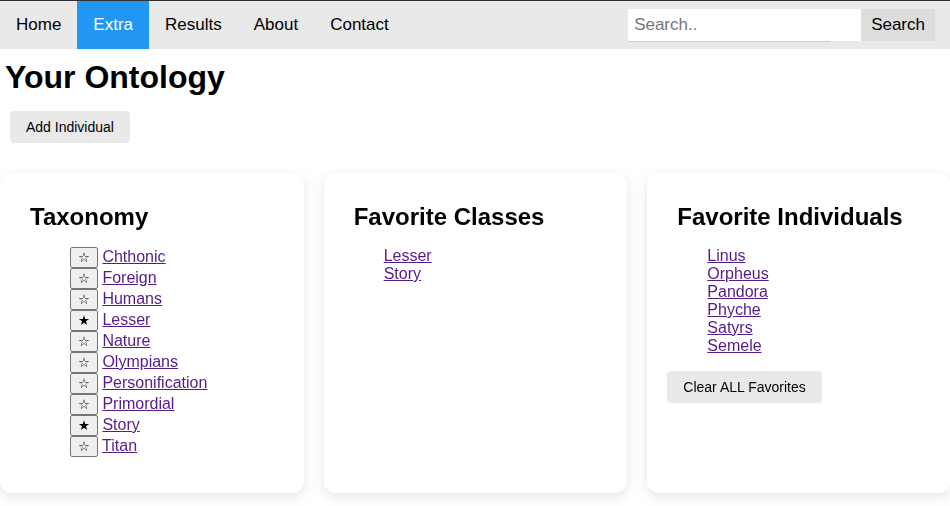 Home Extra Results About Contact Search.. Search
Your Ontology
Add Individual
Taxonomy
☆ Chthonic
☆ Foreign
☆ Humans
★ Lesser
☆ Nature
☆ Olympians
☆ Personification
☆ Primordial
★ Story
☆ Titan
Favorite Classes
Lesser
Story
Favorite Individuals
Linus
Orpheus
Pandora
Phyche
Satyrs
Semele
Clear ALL Favorites